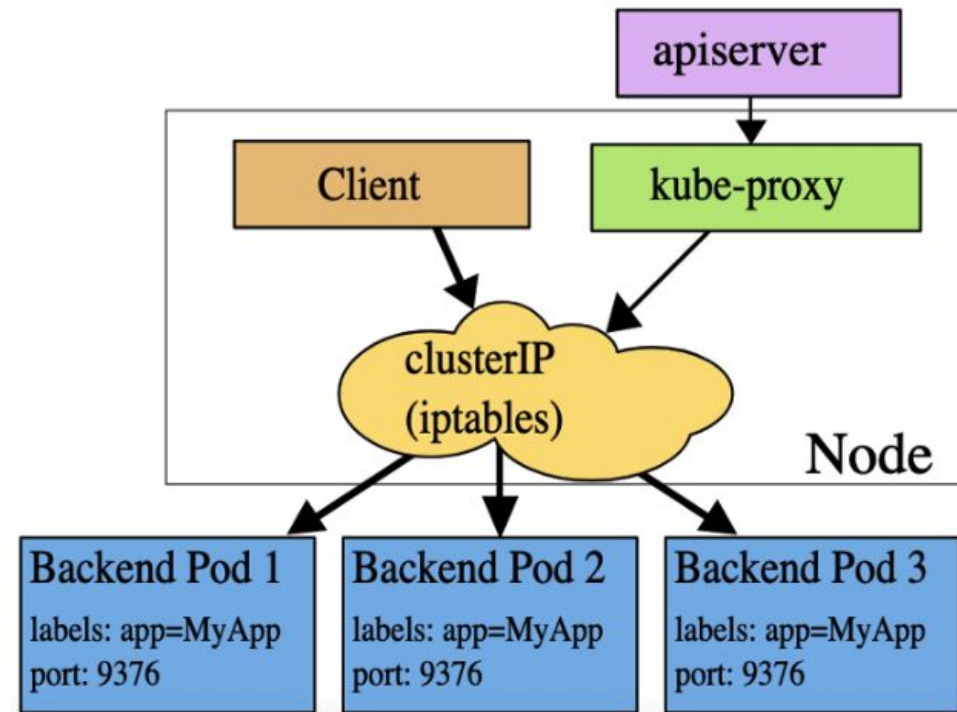 apiserver
Client
kube-proxy
clusterIP
(iptables)
Node
Backend Pod 1
labels: app=MyApp
port: 9376
Backend Pod 2
labels: app=MyApp
port: 9376
Backend Pod 3
labels: app=MyApp
port: 9376